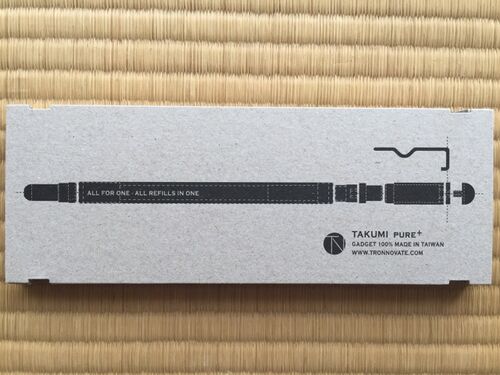 ALL FOR ONE · ALL REFILLS IN ONE
TAKUMI PURE+
GADGET 100% MADE IN TAIWAN
WWW.TRONNOVATE.COM